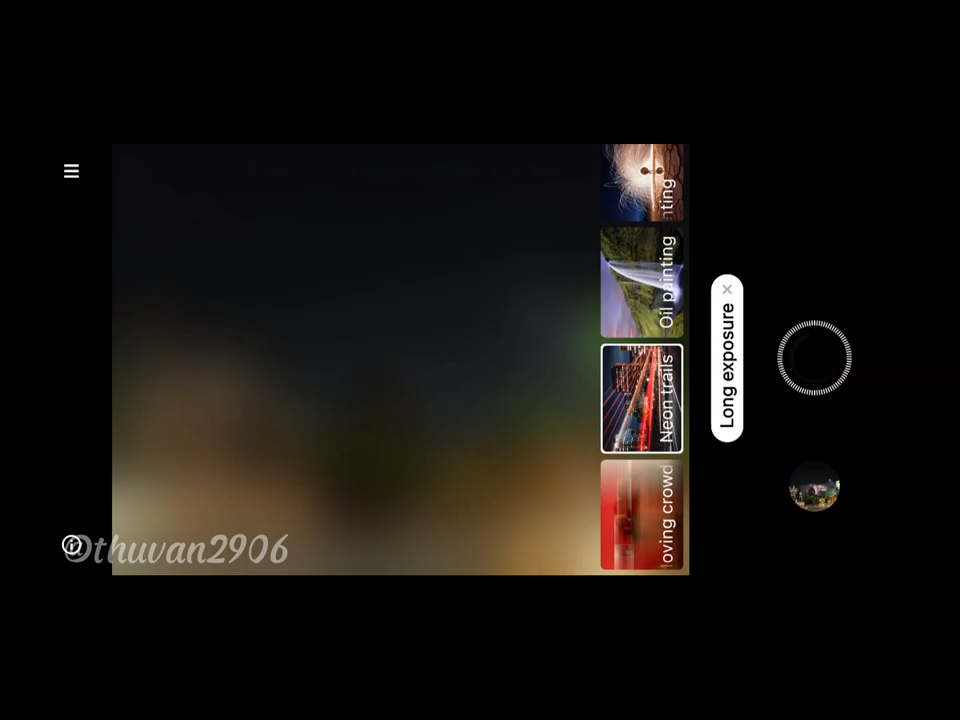 nting
Oil painting
Neon trails
oving crowd
Long exposure
@thuvan2906